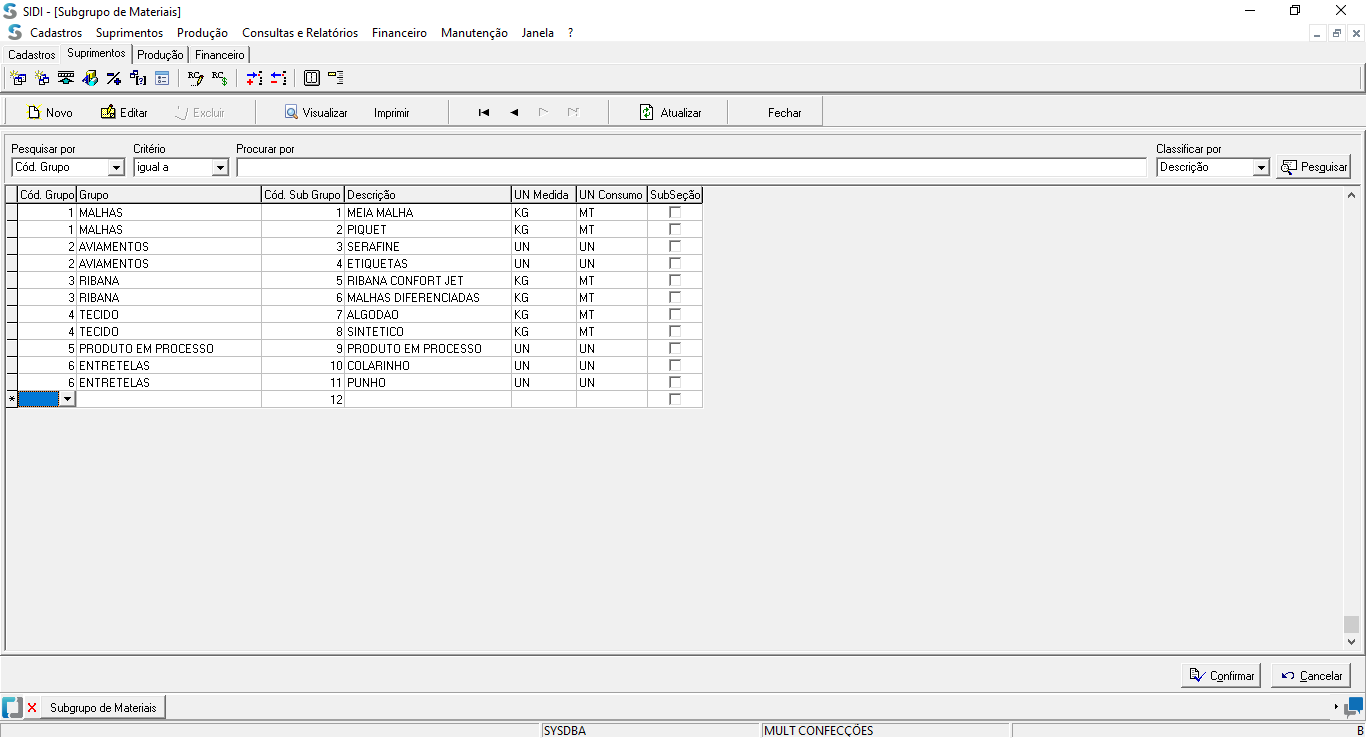 SIDI - [Subgrupo de Materiais]
Cadastros Suprimentos Produção Consultas e Relatórios Financeiro Manutenção Janela ?
Cadastros Suprimentos Produção Financeiro
Novo Editar Excluir Visualizar Imprimir Atualizar Fechar
Pesquisar por Critério Procurar por Classificar por
Cód. Grupo igual a Descrição Pesquisar
Cód. Grupo Grupo Cód. Sub Grupo Descrição UN Medida UN Consumo SubSeção
1 MALHAS 1 MEIA MALHA KG MT
1 MALHAS 2 PIQUET KG MT
2 AVIAMENTOS 3 SERAFINE UN UN
2 AVIAMENTOS 4 ETIQUETAS UN UN
3 RIBANA 5 RIBANA CONFORT JET KG MT
3 RIBANA 6 MALHAS DIFERENCIADAS KG MT
4 TECIDO 7 ALGODAO KG MT
4 TECIDO 8 SINTETICO KG MT
5 PRODUTO EM PROCESSO 9 PRODUTO EM PROCESSO UN UN
6 ENTRETELAS 10 COLARINHO UN UN
6 ENTRETELAS 11 PUNHO UN UN
* 12
Confirmar Cancelar
Subgrupo de Materiais
SYSDBA MULT CONFECÇÕES B